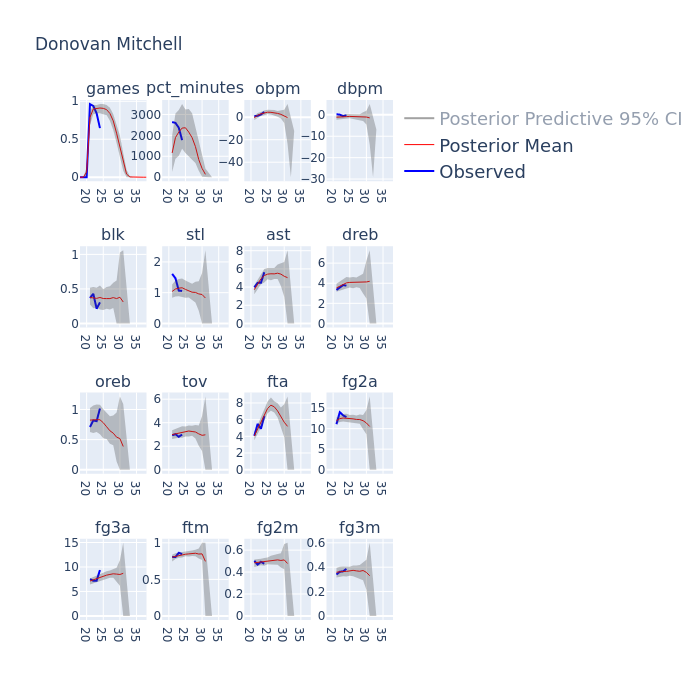 Donovan Mitchell
games pct_minutes obpm dbpm
1 0.5 0 3000 2000 1000 0 0 −20 −40 0 −10 −20 −30
20 25 30 35 20 25 30 35 20 25 30 35 20 25 30 35
Posterior Predictive 95% CI
Posterior Mean
Observed
blk stl ast dreb
1 0.5 0 2 1 0 8 6 4 2 0 6 4 2 0
20 25 30 35 20 25 30 35 20 25 30 35 20 25 30 35
oreb tov fta fg2a
1 0.5 0 6 4 2 0 8 6 4 2 0 15 10 5 0
20 25 30 35 20 25 30 35 20 25 30 35 20 25 30 35
fg3a ftm fg2m fg3m
15 10 5 0 1 0.5 0 0.6 0.4 0.2 0 0.6 0.4 0.2 0
20 25 30 35 20 25 30 35 20 25 30 35 20 25 30 35